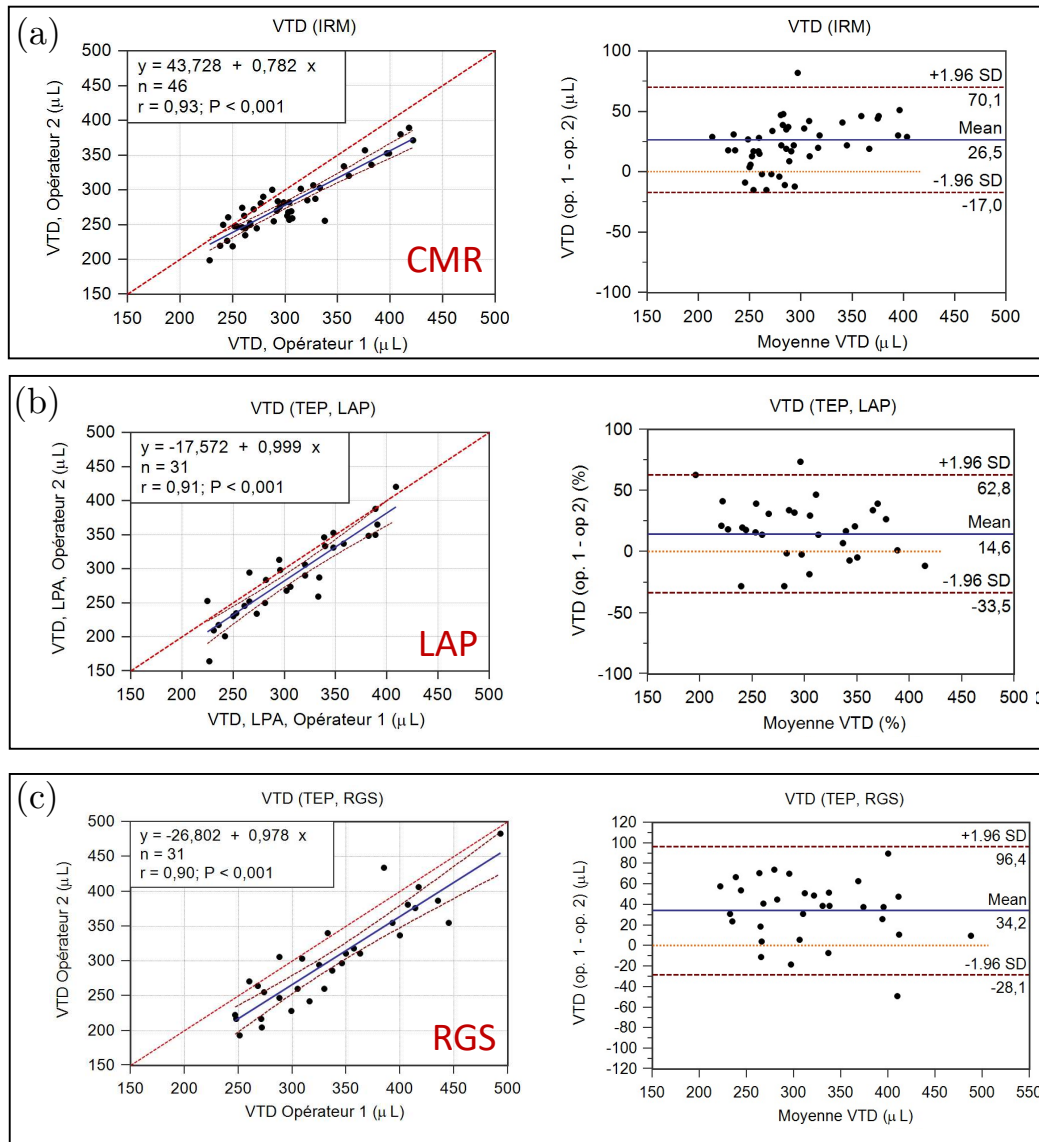 (a)
VTD (IRM)
y = 43,728 + 0,782 x
n = 46
r = 0,93; P < 0,001
500
450
400
350
300
250
200
150
150 200 250 300 350 400 450 500
VTD, Opérateur 2 (μL)
VTD, Opérateur 1 (μL)
CMR
VTD (IRM)
100
50
0
-50
-100
150 200 250 300 350 400 450 500
VTD (op. 1 - op. 2) (μL)
Moyenne VTD (μL)
+1.96 SD
70,1
Mean
26,5
-1.96 SD
-17,0
(b)
VTD (TEP, LAP)
y = -17,572 + 0,999 x
n = 31
r = 0,91; P < 0,001
500
450
400
350
300
250
200
150
150 200 250 300 350 400 450 500
VTD, LPA, Opérateur 2 (μL)
VTD, LPA, Opérateur 1 (μL)
LAP
VTD (TEP, LAP)
100
50
0
-50
-100
150 200 250 300 350 400 450 500
VTD (op. 1 - op 2) (%)
Moyenne VTD (%)
+1.96 SD
62,8
Mean
14,6
-1.96 SD
-33,5
(c)
VTD (TEP, RGS)
y = -26,802 + 0,978 x
n = 31
r = 0,90; P < 0,001
500
450
400
350
300
250
200
150
150 200 250 300 350 400 450 500
VTD Opérateur 2 (μL)
VTD Opérateur 1 (μL)
RGS
VTD (TEP, RGS)
120
100
80
60
40
20
0
-20
-40
-60
-80
-100
-120
150 200 250 300 350 400 450 500 550
VTD (op. 1 - op. 2) (μL)
Moyenne VTD (μL)
+1.96 SD
96,4
Mean
34,2
-1.96 SD
-28,1